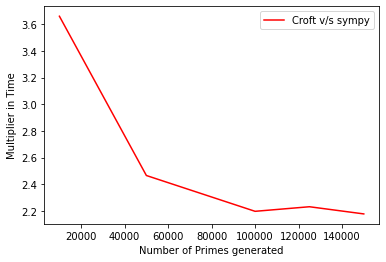 Croft v/s sympy
Multiplier in Time
3.6
3.4
3.2
3.0
2.8
2.6
2.4
2.2
20000 40000 60000 80000 100000 120000 140000
Number of Primes generated